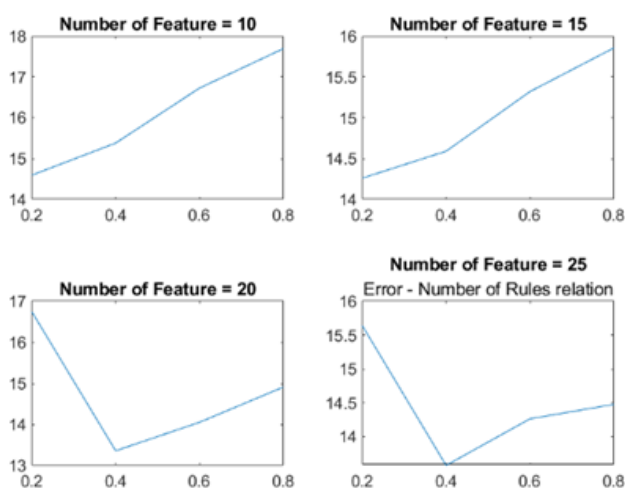 Number of Feature = 10
18
17
16
15
14
0.2 0.4 0.6 0.8
Number of Feature = 15
16
15.5
15
14.5
14
0.2 0.4 0.6 0.8
Number of Feature = 20
17
16
15
14
13
0.2 0.4 0.6 0.8
Number of Feature = 25
Error - Number of Rules relation
16
15.5
15
14.5
14
0.2 0.4 0.6 0.8